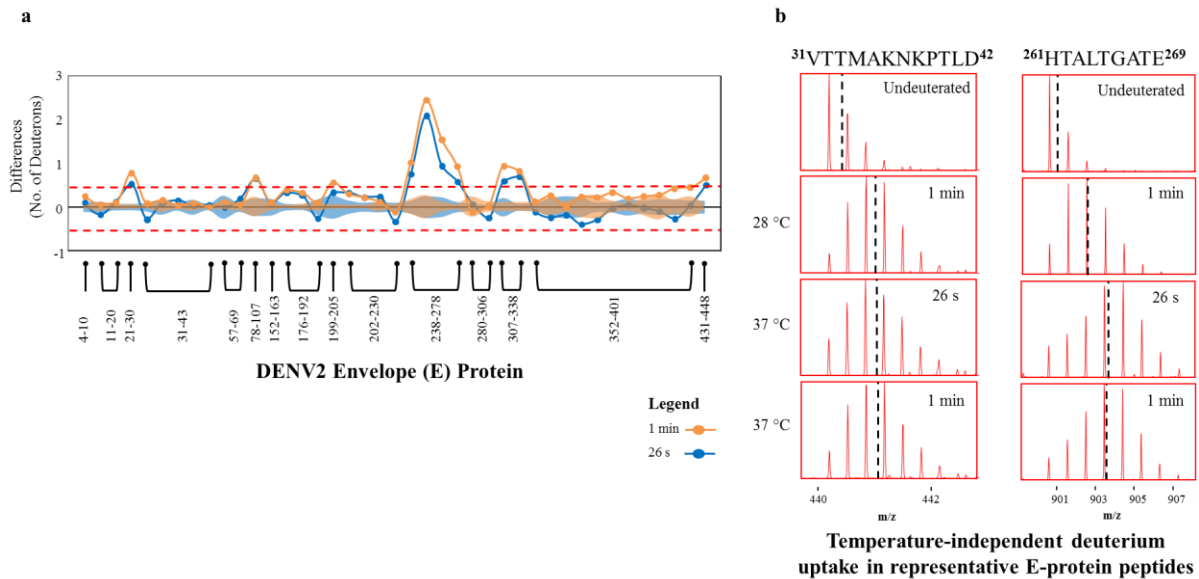 a
3
2
1
0
-1
Differences
(No. of Deuterons)
4-10
11-20
21-30
31-43
57-69
78-107
152-163
176-192
199-205
202-230
238-278
280-306
307-338
352-401
431-448
DENV2 Envelope (E) Protein
Legend
1 min
26 s
b
31VTTMAKNKPTLD42
261HTALTGATE269
Undeuterated
Undeuterated
28 °C
1 min
1 min
37 °C
26 s
26 s
37 °C
1 min
1 min
440 442
901 903 905 907
m/z
m/z
Temperature-independent deuterium
uptake in representative E-protein peptides